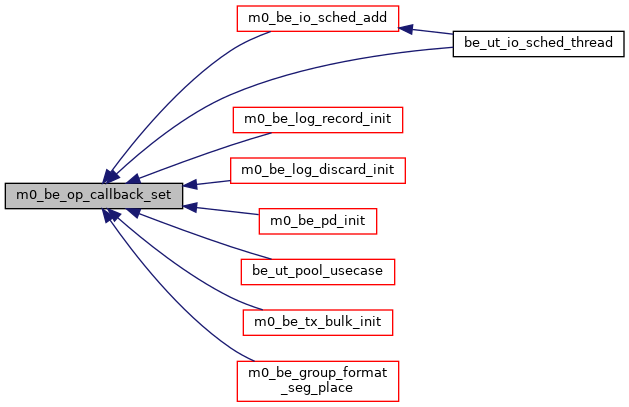 m0_be_io_sched_add
be_ut_io_sched_thread
m0_be_log_record_init
m0_be_log_discard_init
m0_be_op_callback_set
m0_be_pd_init
be_ut_pool_usecase
m0_be_tx_bulk_init
m0_be_group_format
_seg_place